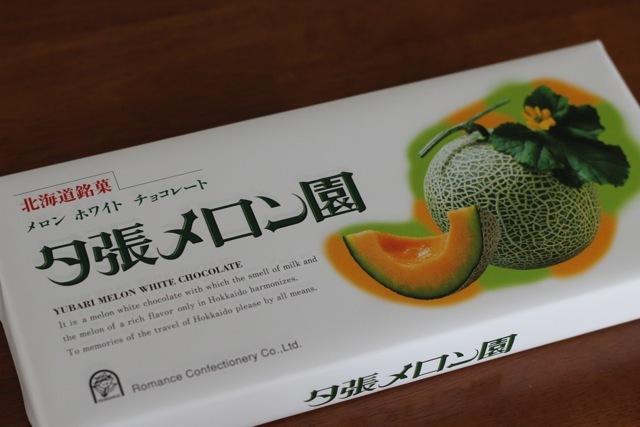 北海道銘菓
メロン ホワイト チョコレート
夕張メロン園
YUBARI MELON WHITE CHOCOLATE
It is a melon white chocolate with which the smell of milk and
the melon of a rich flavor only in Hokkaido harmonizes.
To memories of the travel of Hokkaido please by all means.
Romance Confectionery Co.,Ltd.
夕張メロン園